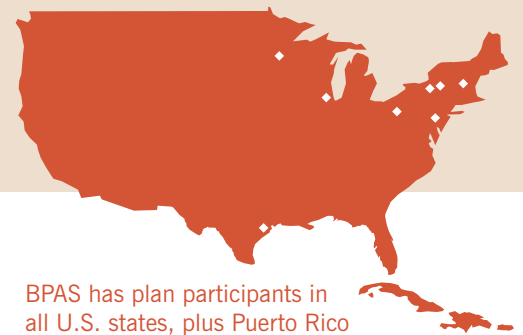 BPAS has plan participants in
all U.S. states, plus Puerto Rico